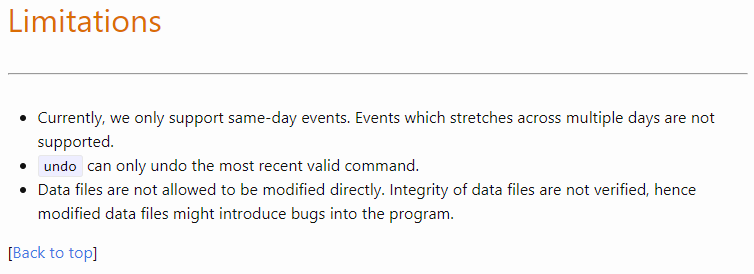 Limitations
Currently, we only support same-day events. Events which stretches across multiple days are not
supported.
undo can only undo the most recent valid command.
Data files are not allowed to be modified directly. Integrity of data files are not verified, hence
modified data files might introduce bugs into the program.
[Back to top]